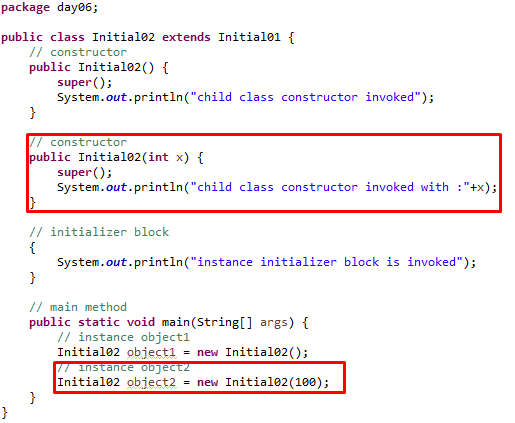 package day06;
public class Initial02 extends Initial01 {
// constructor
public Initial02() {
super();
System.out.println("child class constructor invoked");
}
// constructor
public Initial02(int x) {
super();
System.out.println("child class constructor invoked with :"+x);
}
// initializer block
{
System.out.println("instance initializer block is invoked");
}
// main method
public static void main(String[] args) {
// instance object1
Initial02 object1 = new Initial02();
// instance object2
Initial02 object2 = new Initial02(100);
}
}